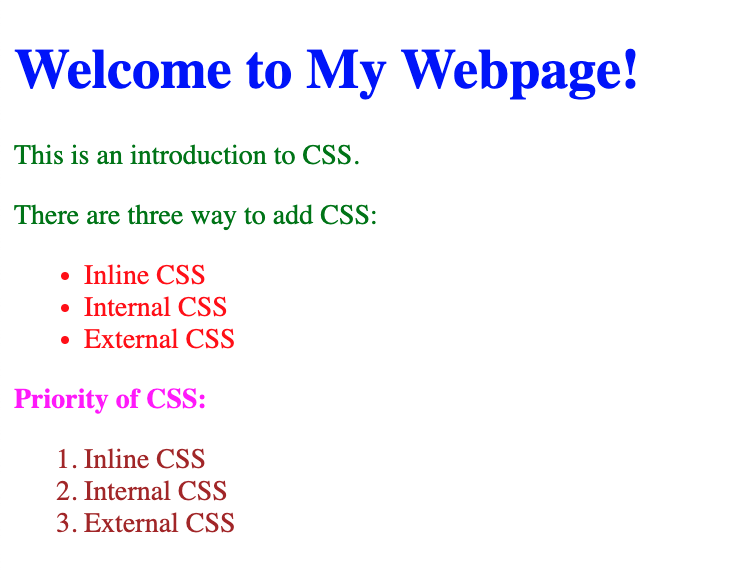 Welcome to My Webpage!
This is an introduction to CSS.
There are three way to add CSS:
• Inline CSS
• Internal CSS
• External CSS
Priority of CSS:
1. Inline CSS
2. Internal CSS
3. External CSS